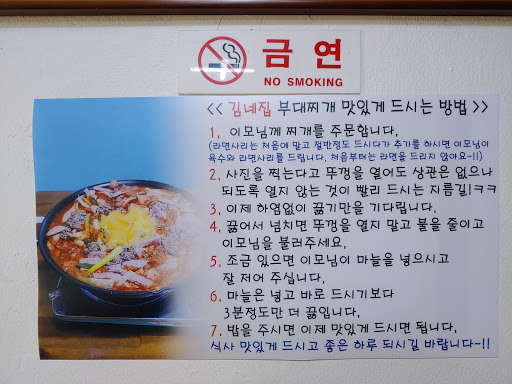 금연
NO SMOKING
<< 김네집 부대찌개 맛있게 드시는 방법 >>
1. 이모님께 찌개를 주문합니다.
(라면사리는 처음에 말고 절반정도 드시다가 추가를 하시면 이모님이
육수와 라면사리를 드립니다. 처음부터는 라면을 드리지 않아요~!!)
2. 사진을 찍는다고 뚜껑을 열어도 상관은 없으나
되도록 열지 않는 것이 빨리 드시는 지름길!ㅋㅋ
3. 이제 하염없이 끓기만을 기다립니다.
4. 끓어서 넘치면 뚜껑을 열지 말고 불을 줄이고
이모님을 불러주세요.
5. 조금 있으면 이모님이 마늘을 넣으시고
잘 저어 주십니다.
6. 마늘은 넣고 바로 드시기보다
3분정도만 더 끓입니다.
7. 밥을 주시면 이제 맛있게 드시면 됩니다.
식사 맛있게 드시고 좋은 하루 되시길 바랍니다~!!